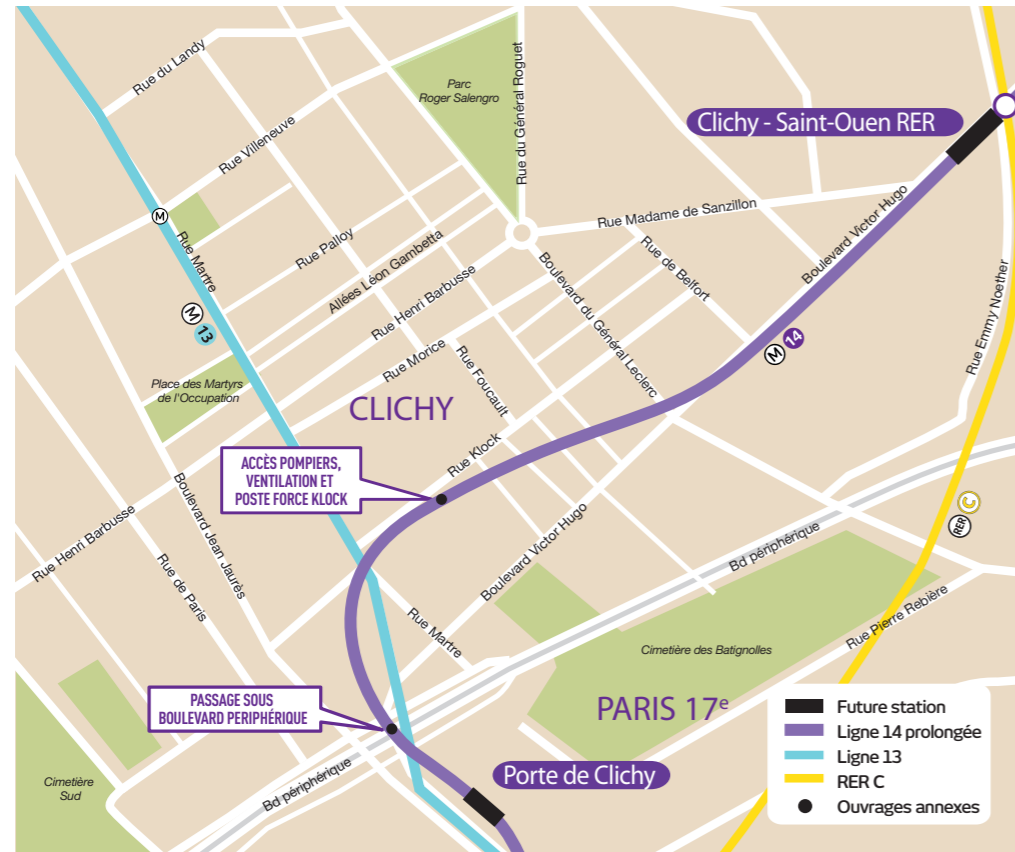 Rue du Landy
Parc
Roger Salengro
Rue du Général Roguet
Clichy - Saint-Ouen RER
Rue Villeneuve
M
Rue Martre
Rue Madame de Sanzillon
Boulevard Victor Hugo
Rue Palloy
Allées Léon Gambetta
Rue de Belfort
Rue Henri Barbusse
Boulevard du Général Leclerc
M 13
M 14
Rue Emmy Noether
Rue Morice
Rue Foucault
Place des Martyrs
de l'Occupation
CLICHY
Rue Klock
ACCÈS POMPIERS,
VENTILATION ET
POSTE FORCE KLOCK
Boulevard Jean Jaurès
Rue Henri Barbusse
Rue de Paris
Boulevard Victor Hugo
Bd périphérique
RER C
Rue Martre
Rue Pierre Rebière
Cimetière des Batignolles
PASSAGE SOUS
BOULEVARD PERIPHÉRIQUE
PARIS 17e
Cimetière
Sud
Bd périphérique
Porte de Clichy
Future station
Ligne 14 prolongée
Ligne 13
RER C
Ouvrages annexes